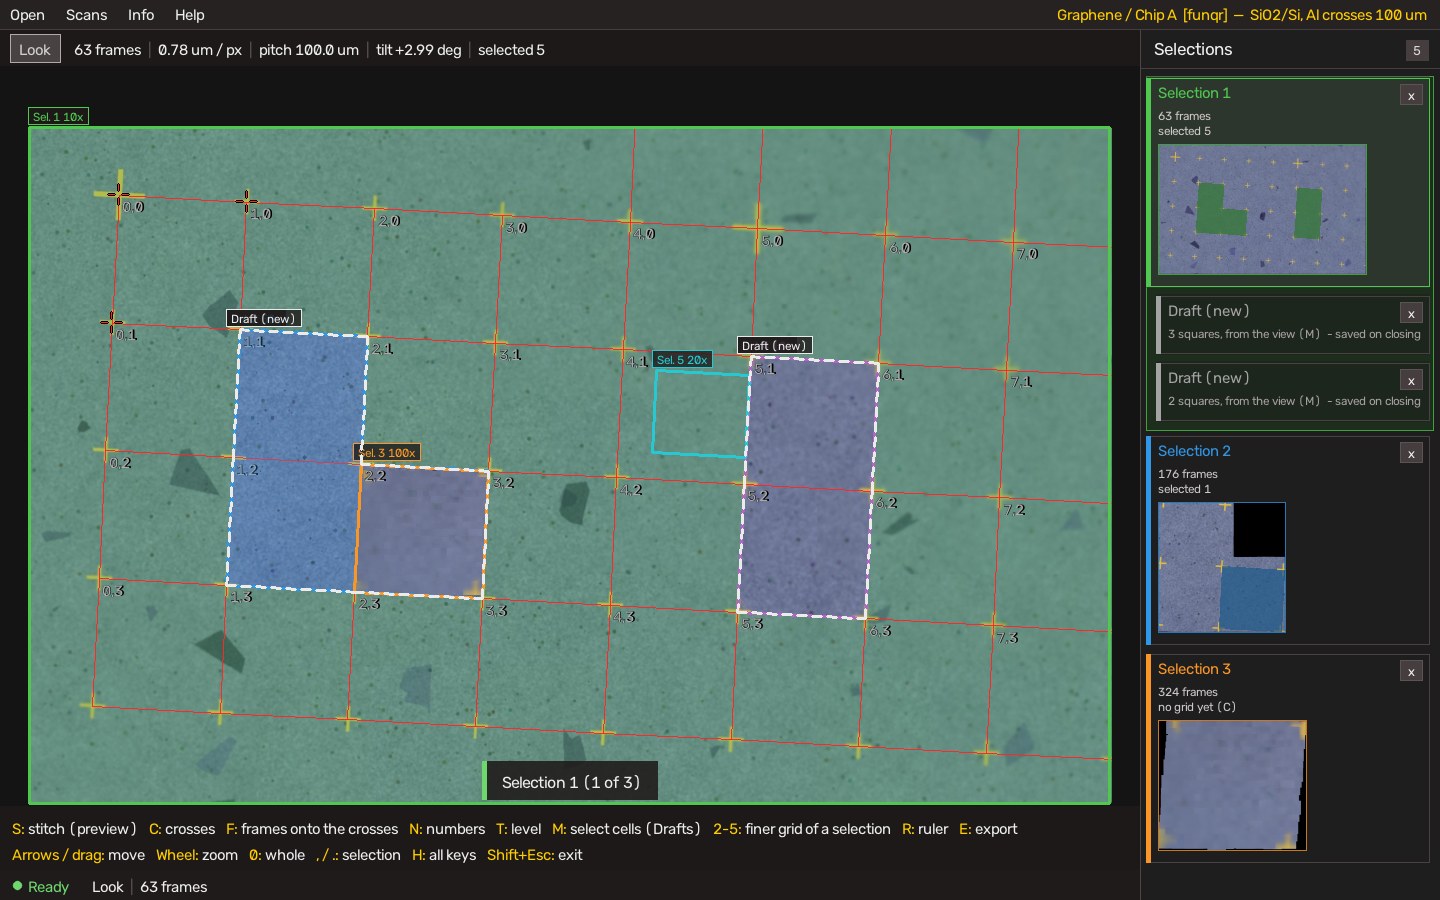 Open Scans Info Help
Graphene / Chip A [funqr] — SiO2/Si, Al crosses 100 um
Look 63 frames 0.78 um / px pitch 100.0 um tilt +2.99 deg selected 5
Selections 5
Sel. 1 10x
0,0
1,0
2,0
3,0
4,0
5,0
6,0
7,0
Draft (new)
Draft (new)
Sel. 5 20x
0,1
1,1
2,1
3,1
4,1
5,1
6,1
7,1
Sel. 3 100x
0,2
1,2
2,2
3,2
4,2
5,2
6,2
7,2
0,3
1,3
2,3
3,3
4,3
5,3
6,3
7,3
Selection 1 (1 of 3)
Selection 1 x
63 frames
selected 5
Draft (new) x
3 squares, from the view (M) - saved on closing
Draft (new) x
2 squares, from the view (M) - saved on closing
Selection 2 x
176 frames
selected 1
Selection 3 x
324 frames
no grid yet (C)
S: stitch (preview) C: crosses F: frames onto the crosses N: numbers T: level M: select cells (Drafts) 2-5: finer grid of a selection R: ruler E: export
Arrows / drag: move Wheel: zoom 0: whole , / .: selection H: all keys Shift+Esc: exit
Ready Look 63 frames